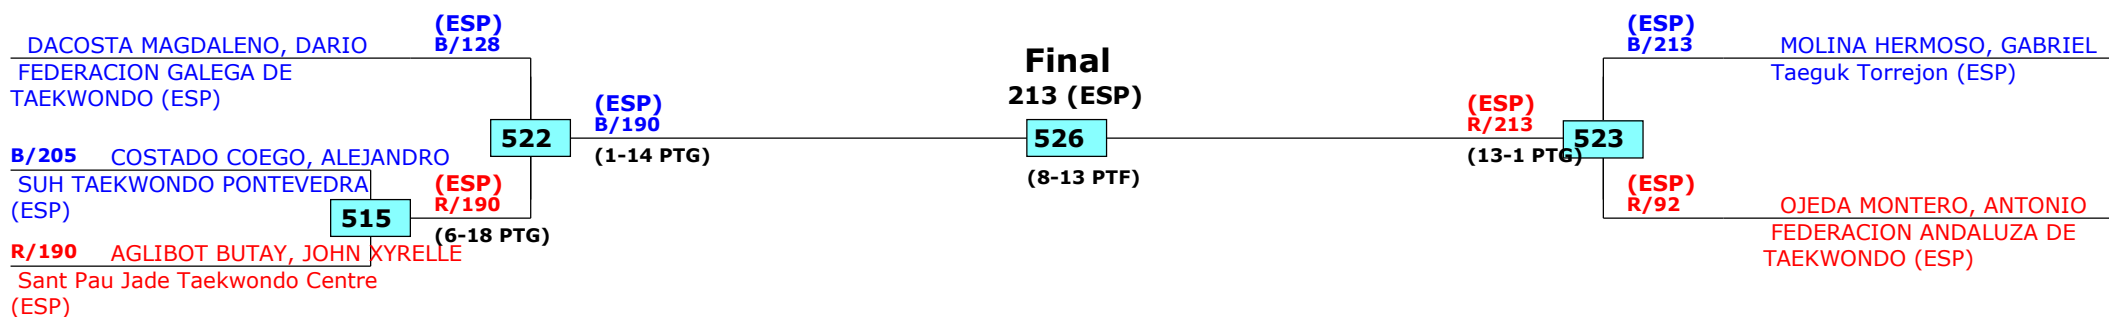 (ESP)
B/128
DACOSTA MAGDALENO, DARIO
FEDERACION GALEGA DE
TAEKWONDO (ESP)
B/205 COSTADO COEGO, ALEJANDRO
SUH TAEKWONDO PONTEVEDRA
(ESP)
515
R/190 AGLIBOT BUTAY, JOHN XYRELLE
Sant Pau Jade Taekwondo Centre
(ESP)
(ESP)
R/190
(6-18 PTG)
522
(ESP)
B/190
(1-14 PTG)
Final
213 (ESP)
526
(8-13 PTF)
(ESP)
R/213
(13-1 PTG)
523
(ESP)
B/213
MOLINA HERMOSO, GABRIEL
Taeguk Torrejon (ESP)
(ESP)
R/92
OJEDA MONTERO, ANTONIO
FEDERACION ANDALUZA DE
TAEKWONDO (ESP)